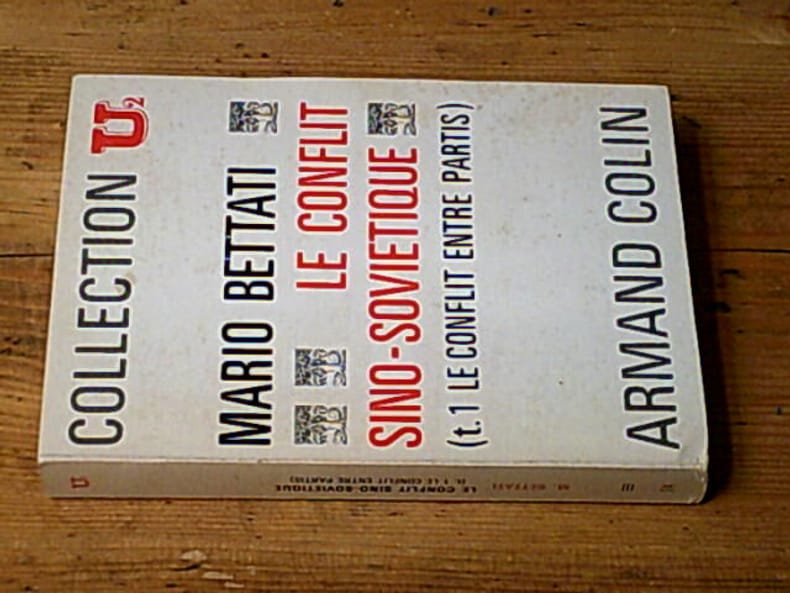 COLLECTION U2
MARIO BETTATI
LE CONFLIT
SINO-SOVIETIQUE
(t.1 LE CONFLIT ENTRE PARTIS)
ARMAND COLIN
U
LE CONFLIT SINO-SOVIETIQUE
(t. 1 LE CONFLIT ENTRE PARTIS)
M. BETTATI